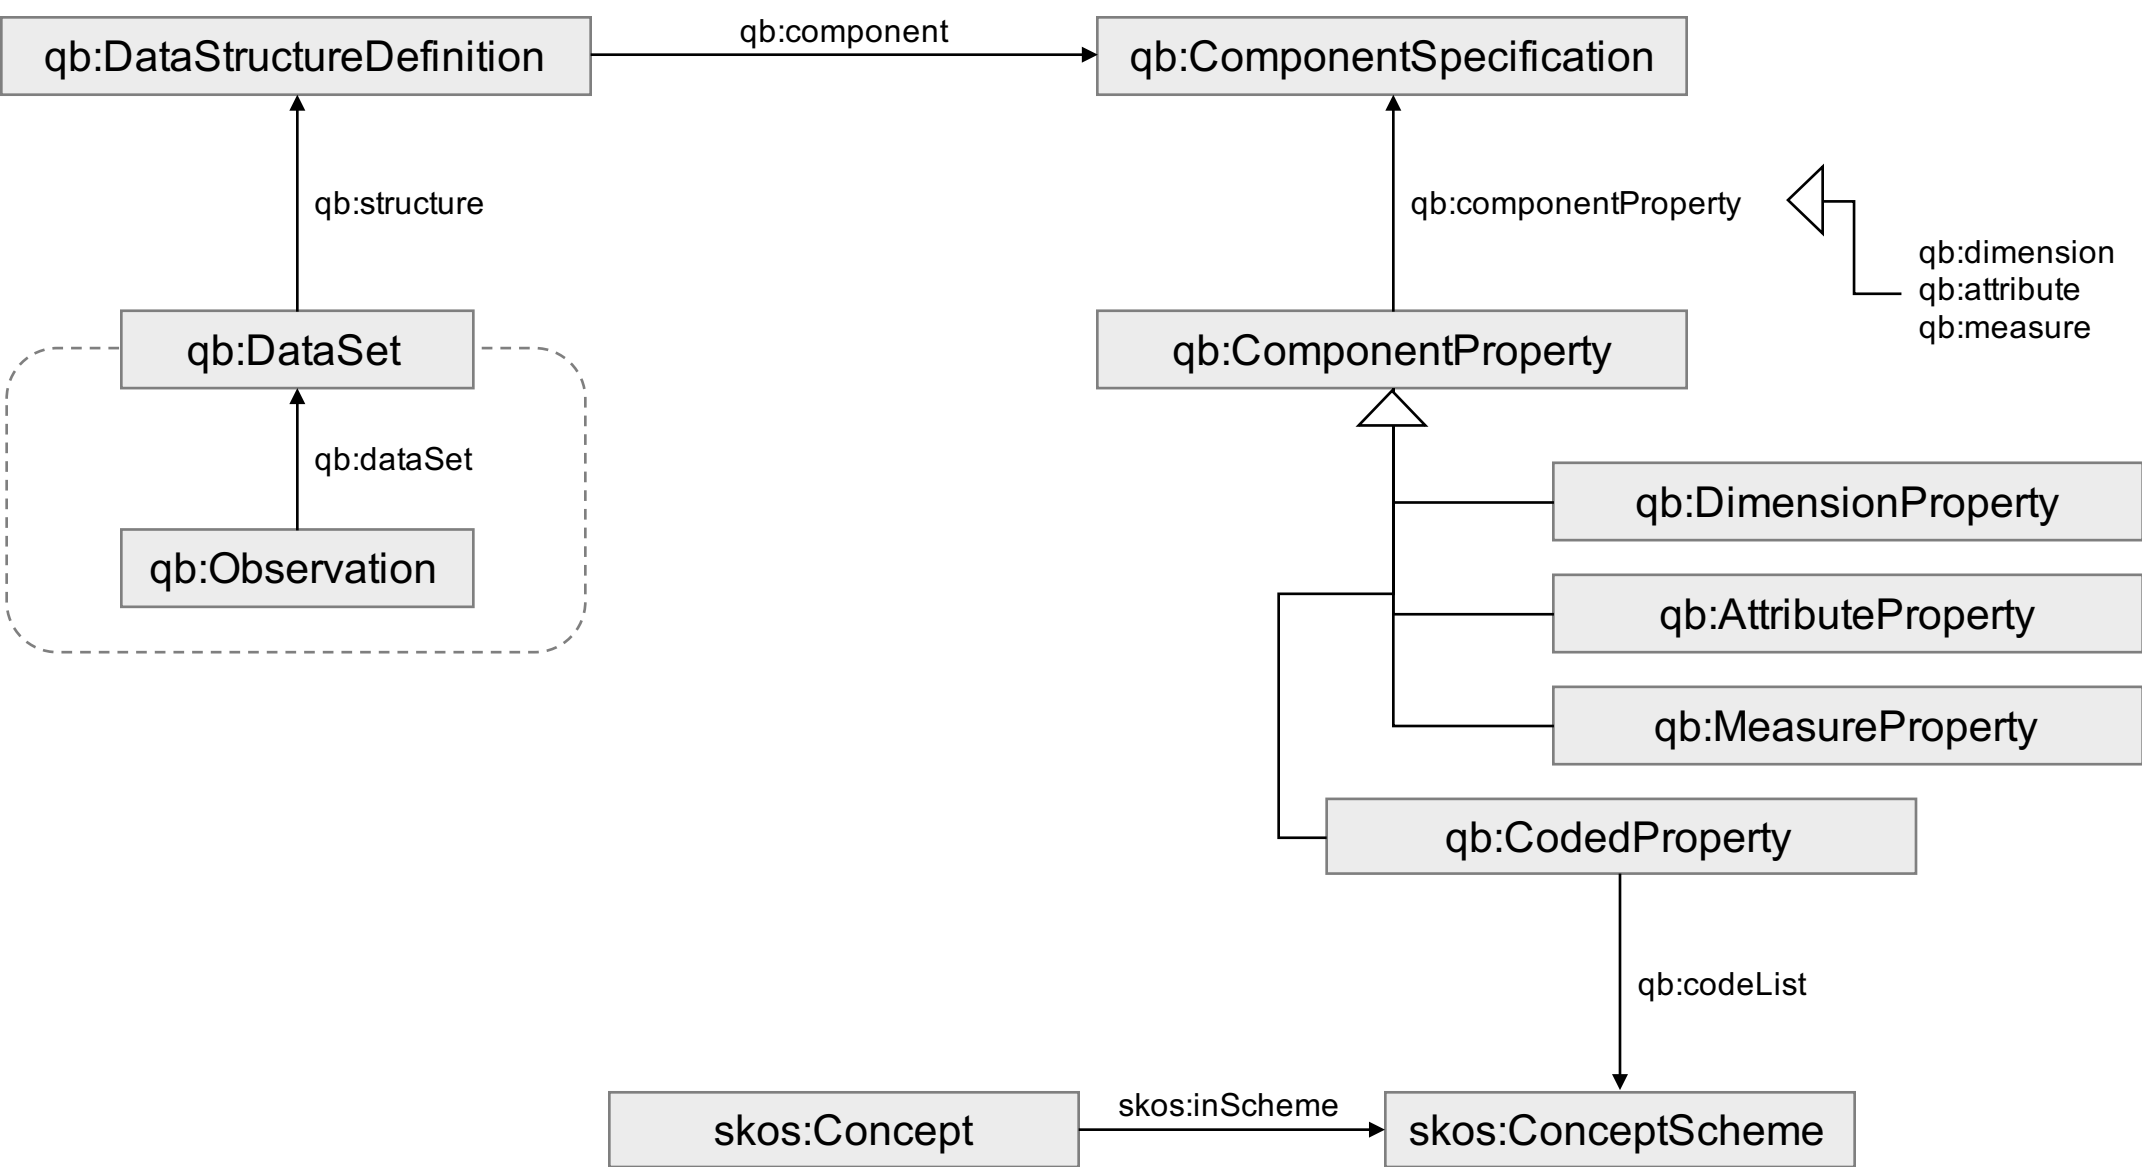 qb:DataStructureDefinition
qb:component
qb:ComponentSpecification
qb:structure
qb:componentProperty
qb:dimension
qb:attribute
qb:measure
qb:DataSet
qb:ComponentProperty
qb:dataSet
qb:Observation
qb:DimensionProperty
qb:AttributeProperty
qb:MeasureProperty
qb:CodedProperty
qb:codeList
skos:Concept
skos:inScheme
skos:ConceptScheme